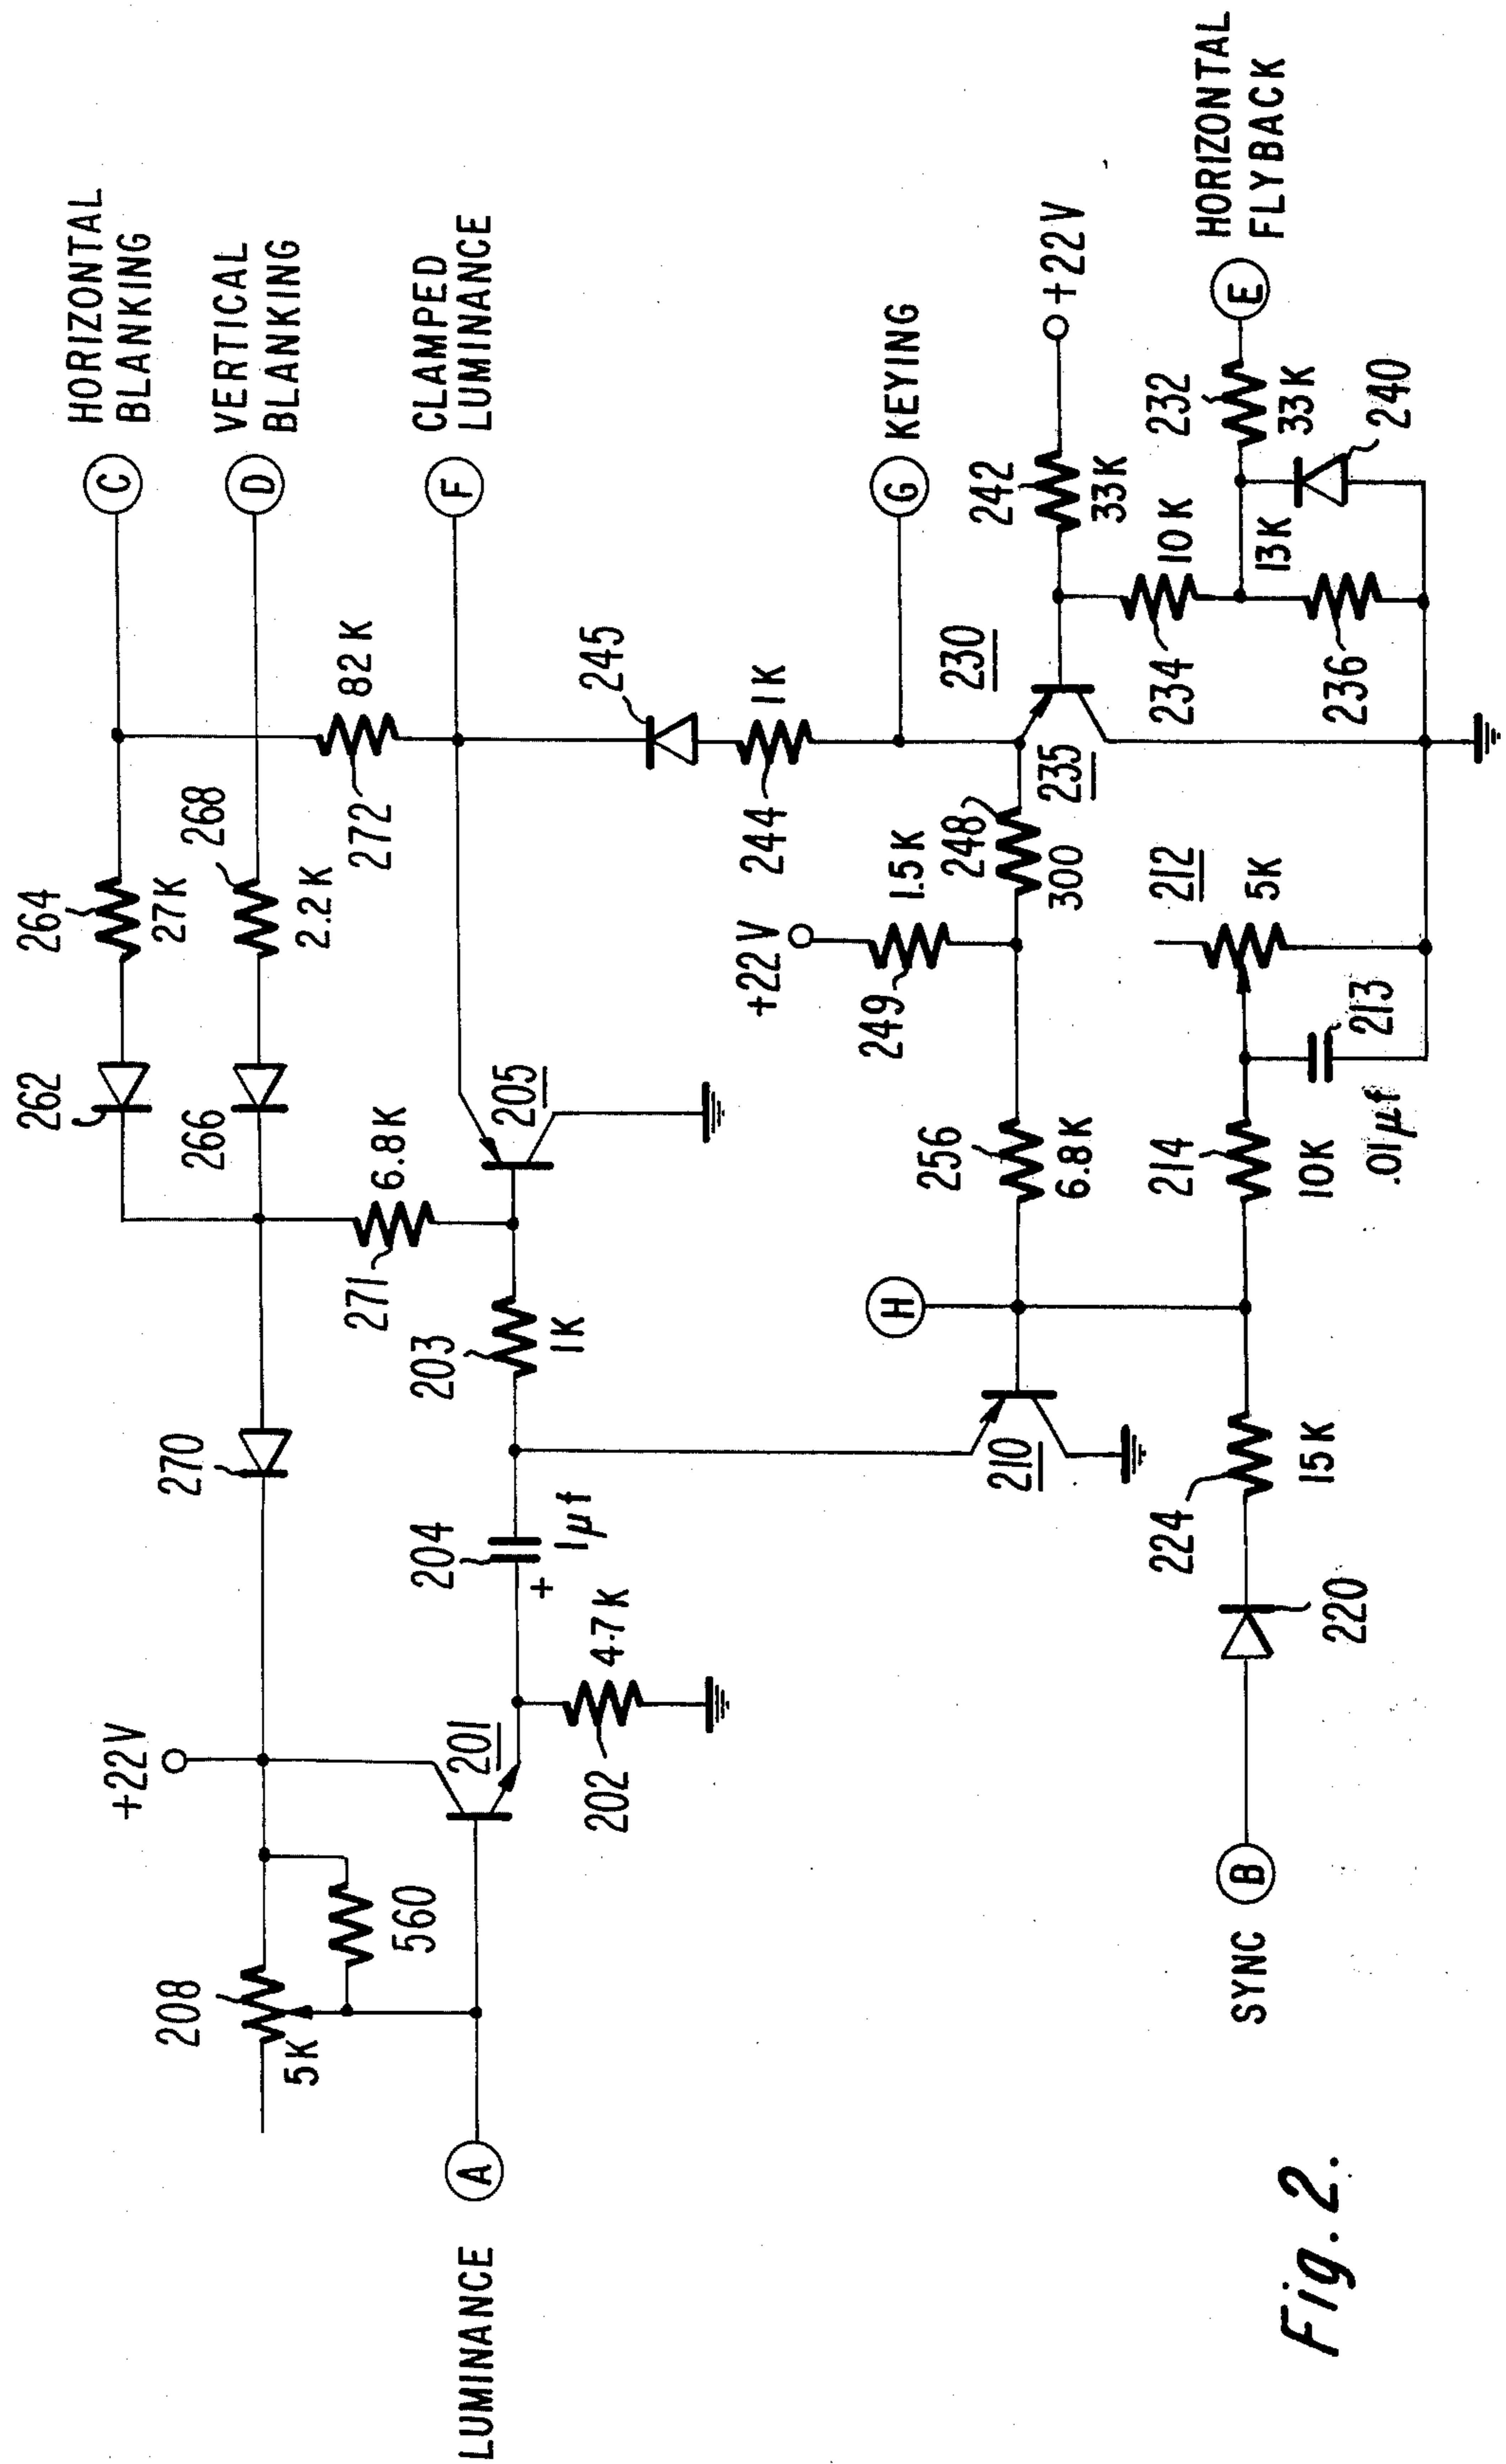 HORIZONTAL
BLANKING
C
VERTICAL
BLANKING
D
CLAMPED
LUMINANCE
F
KEYING
G
+22V
HORIZONTAL
FLYBACK
E
264
27K
268
2.2K
272
82K
245
244
1K
242
33K
232
33K
240
230
235
234
10K
13K
236
262
266
271
6.8K
205
+22V
249
1.5K
248
300
212
5K
213
.01µf
256
6.8K
214
10K
H
270
203
1K
204
1µf
+
210
224
15K
220
+22V
201
202
4.7K
208
5K
560
LUMINANCE
A
SYNC
B
Fig. 2.